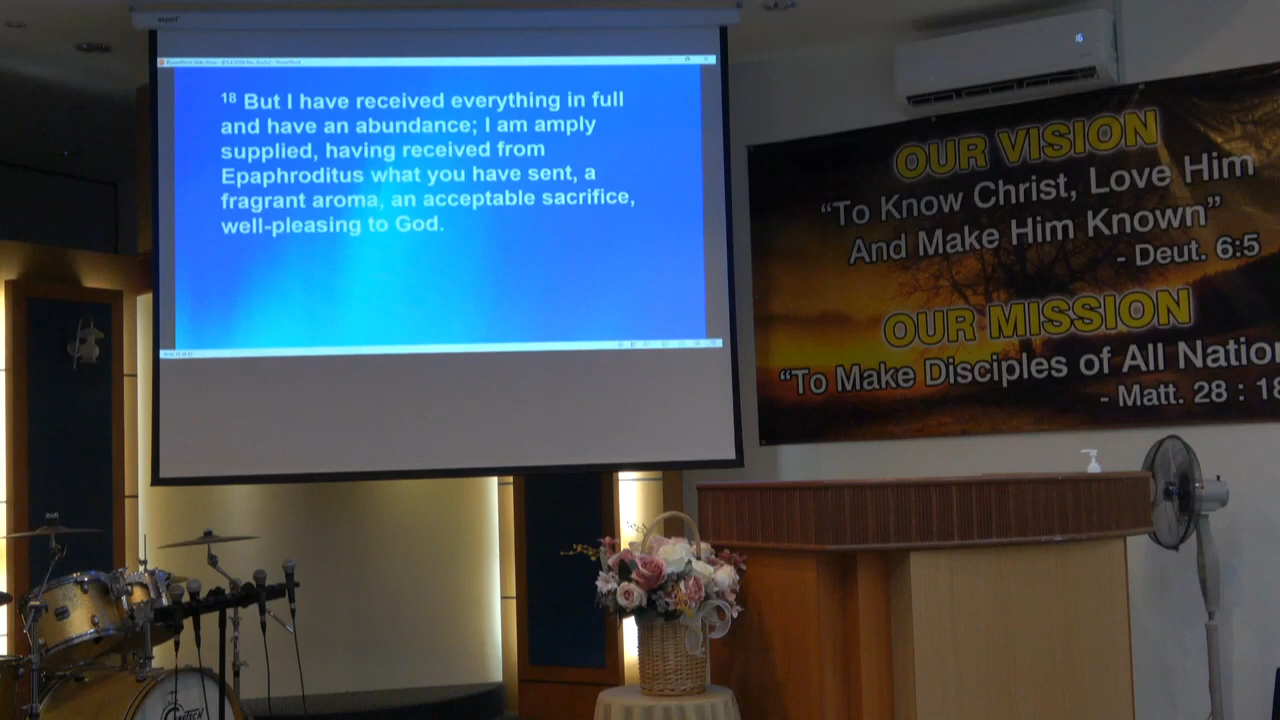 18 But I have received everything in full
and have an abundance; I am amply
supplied, having received from
Epaphroditus what you have sent, a
fragrant aroma, an acceptable sacrifice,
well-pleasing to God.
16
OUR VISION
“To Know Christ, Love Him
And Make Him Known”
- Deut. 6:5
OUR MISSION
“To Make Disciples of All Natio
- Matt. 28 : 18